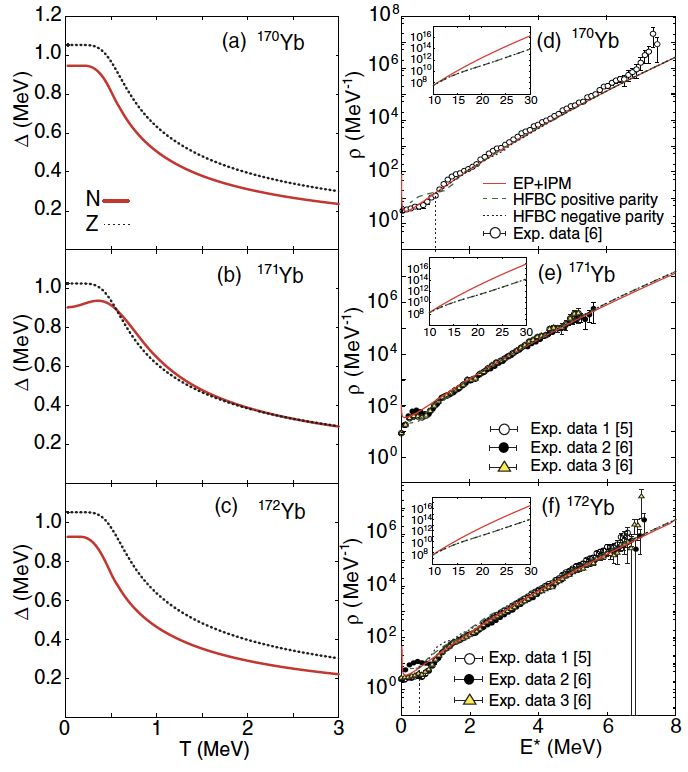 1.2
1.0
0.8
0.6
0.4
0.2
Δ (MeV)
(a) ¹⁷⁰Yb
N
Z
1.0
0.8
0.6
0.4
0.2
Δ (MeV)
(b) ¹⁷¹Yb
1.0
0.8
0.6
0.4
0.2
Δ (MeV)
(c) ¹⁷²Yb
0 1 2 3
T (MeV)
10⁸
10⁶
10⁴
10²
10⁰
ρ (MeV⁻¹)
(d) ¹⁷⁰Yb
10¹⁶
10¹⁴
10¹²
10¹⁰
10⁸
10 15 20 25 30
EP+IPM
HFBC positive parity
HFBC negative parity
Exp. data [6]
10⁶
10⁴
10²
10⁰
ρ (MeV⁻¹)
(e) ¹⁷¹Yb
10¹⁶
10¹⁴
10¹²
10¹⁰
10⁸
10 15 20 25 30
Exp. data 1 [5]
Exp. data 2 [6]
Exp. data 3 [6]
10⁶
10⁴
10²
10⁰
ρ (MeV⁻¹)
(f) ¹⁷²Yb
10¹⁶
10¹⁴
10¹²
10¹⁰
10⁸
10 15 20 25 30
Exp. data 1 [5]
Exp. data 2 [6]
Exp. data 3 [6]
0 2 4 6 8
E* (MeV)